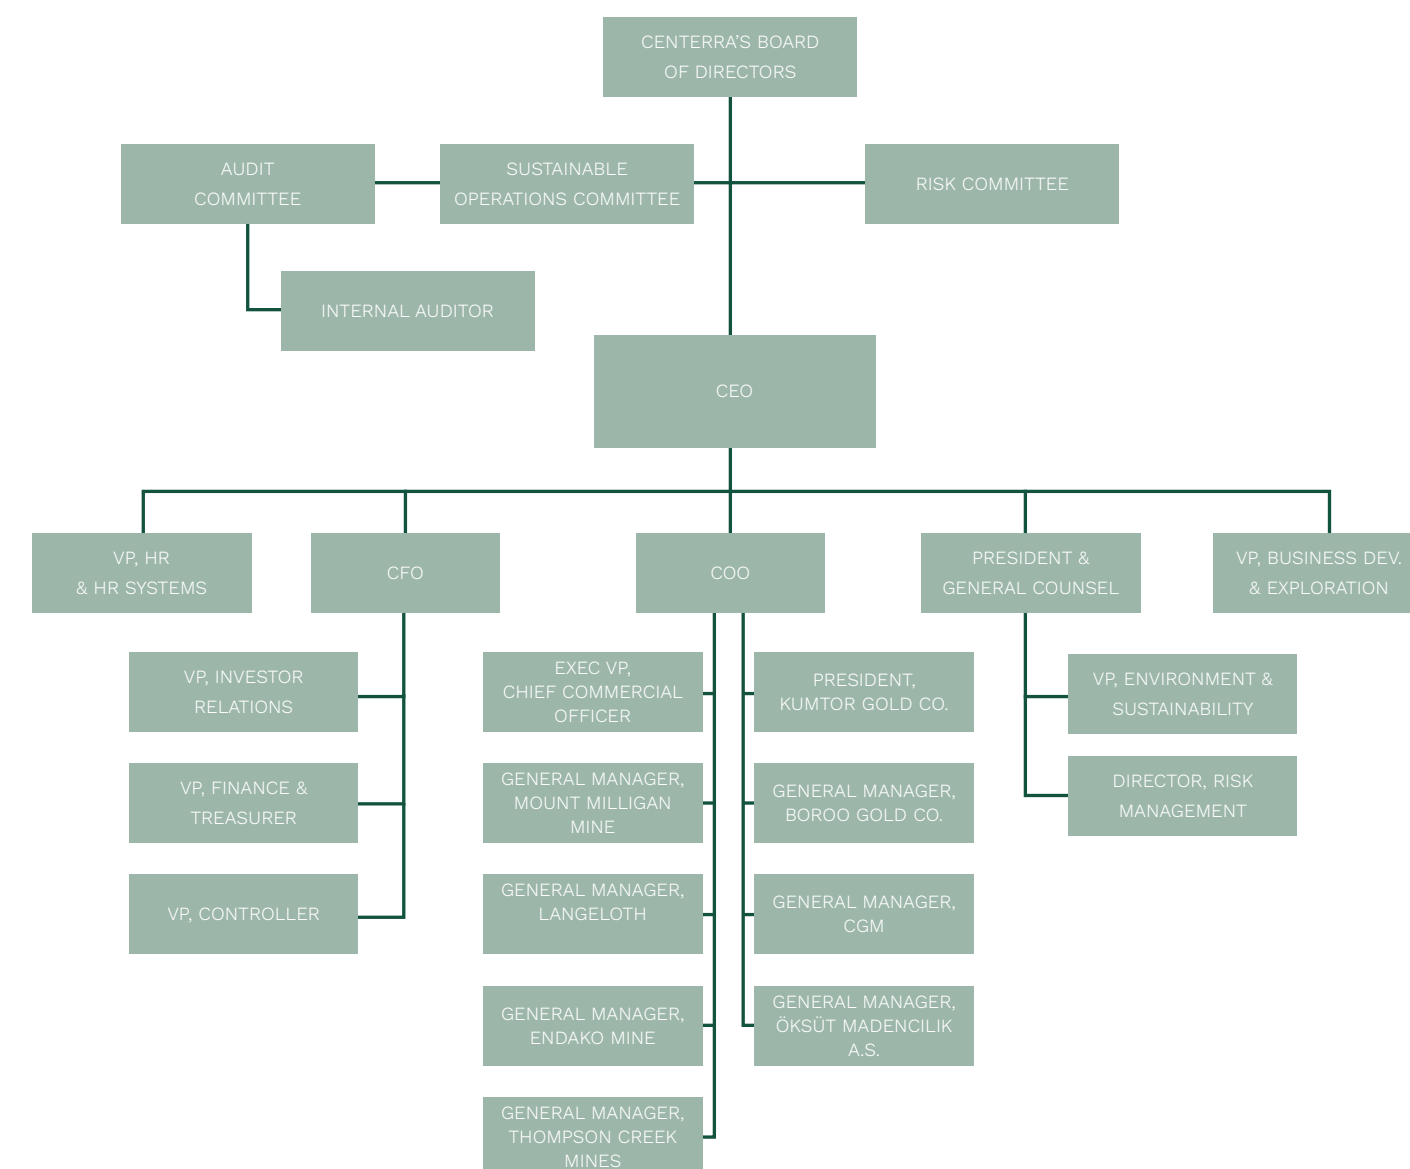 CENTERRA’S BOARD
OF DIRECTORS
AUDIT
COMMITTEE
SUSTAINABLE
OPERATIONS COMMITTEE
RISK COMMITTEE
INTERNAL AUDITOR
CEO
VP, HR
& HR SYSTEMS
CFO
COO
PRESIDENT &
GENERAL COUNSEL
VP, BUSINESS DEV.
& EXPLORATION
VP, INVESTOR
RELATIONS
VP, FINANCE &
TREASURER
VP, CONTROLLER
EXEC VP,
CHIEF COMMERCIAL
OFFICER
GENERAL MANAGER,
MOUNT MILLIGAN
MINE
GENERAL MANAGER,
LANGELOTH
GENERAL MANAGER,
ENDAKO MINE
GENERAL MANAGER,
THOMPSON CREEK
MINES
PRESIDENT,
KUMTOR GOLD CO.
GENERAL MANAGER,
BOROO GOLD CO.
GENERAL MANAGER,
CGM
GENERAL MANAGER,
ÖKSÜT MADENCILIK
A.S.
VP, ENVIRONMENT &
SUSTAINABILITY
DIRECTOR, RISK
MANAGEMENT